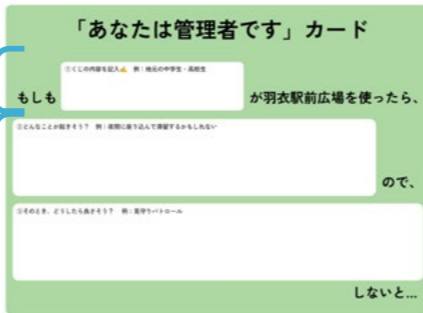 「あなたは管理者です」カード
①くじの内容を記入✍ 例：地元の中学生・高校生
もしも
が羽衣駅前広場を使ったら、
②どんなことが起きそう？ 例：夜間に座り込んで滞留するかもしれない
ので、
③そのとき、どうしたら良さそう？ 例：見守りパトロール
しないと...